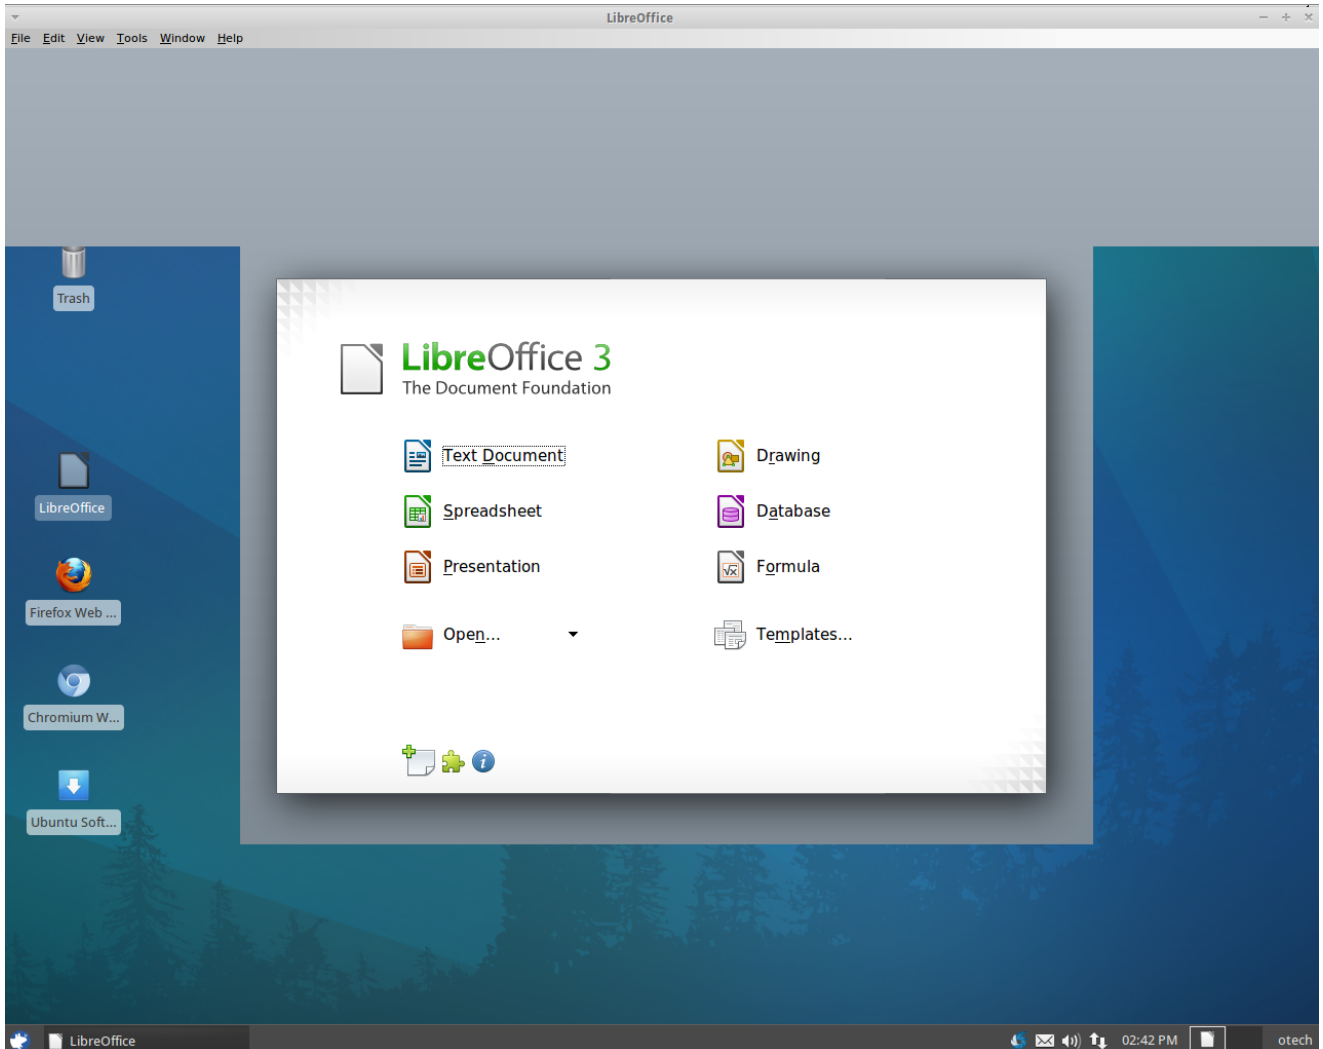 LibreOffice
File Edit View Tools Window Help
Trash
LibreOffice 3
The Document Foundation
Text Document
Drawing
LibreOffice
Spreadsheet
Database
Presentation
Formula
Firefox Web ...
Open...
Templates...
Chromium W...
Ubuntu Soft...
LibreOffice
02:42 PM
otech